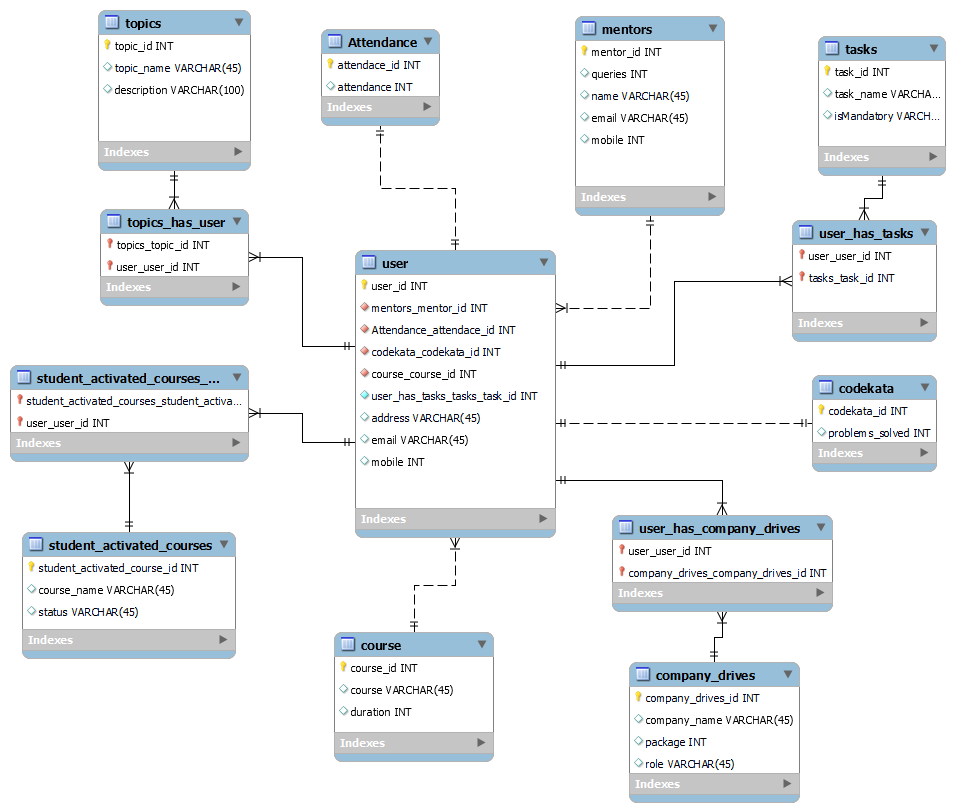 topics
topic_id INT
topic_name VARCHAR(45)
description VARCHAR(100)
Indexes
Attendance
attendace_id INT
attendance INT
Indexes
mentors
mentor_id INT
queries INT
name VARCHAR(45)
email VARCHAR(45)
mobile INT
Indexes
tasks
task_id INT
task_name VARCHA...
isMandatory VARCH...
Indexes
topics_has_user
topics_topic_id INT
user_user_id INT
Indexes
user
user_id INT
mentors_mentor_id INT
Attendance_attendace_id INT
codekata_codekata_id INT
course_course_id INT
user_has_tasks_tasks_task_id INT
address VARCHAR(45)
email VARCHAR(45)
mobile INT
Indexes
user_has_tasks
user_user_id INT
tasks_task_id INT
Indexes
student_activated_courses_...
student_activated_courses_student_activa...
user_user_id INT
Indexes
codekata
codekata_id INT
problems_solved INT
Indexes
student_activated_courses
student_activated_course_id INT
course_name VARCHAR(45)
status VARCHAR(45)
Indexes
user_has_company_drives
user_user_id INT
company_drives_company_drives_id INT
Indexes
course
course_id INT
course VARCHAR(45)
duration INT
Indexes
company_drives
company_drives_id INT
company_name VARCHAR(45)
package INT
role VARCHAR(45)
Indexes